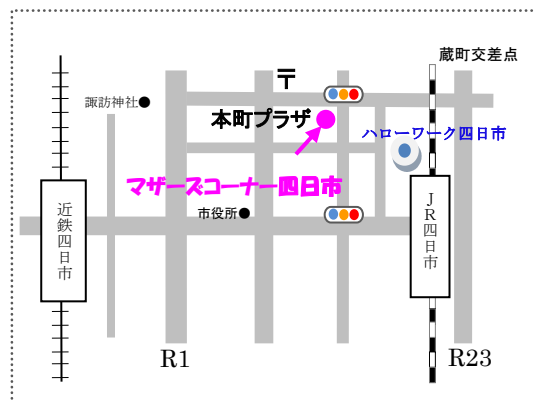 蔵町交差点
〒
諏訪神社
本町プラザ
ハローワーク四日市
マザーズコーナー四日市
市役所
近鉄四日市
JR四日市
R1
R23